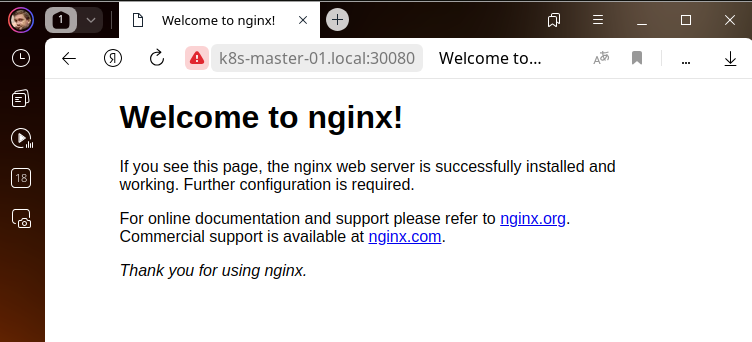 1
Welcome to nginx!
Я
k8s-master-01.local:30080
Welcome to...
Aあ
...
18
Welcome to nginx!
If you see this page, the nginx web server is successfully installed and
working. Further configuration is required.
For online documentation and support please refer to nginx.org.
Commercial support is available at nginx.com.
Thank you for using nginx.